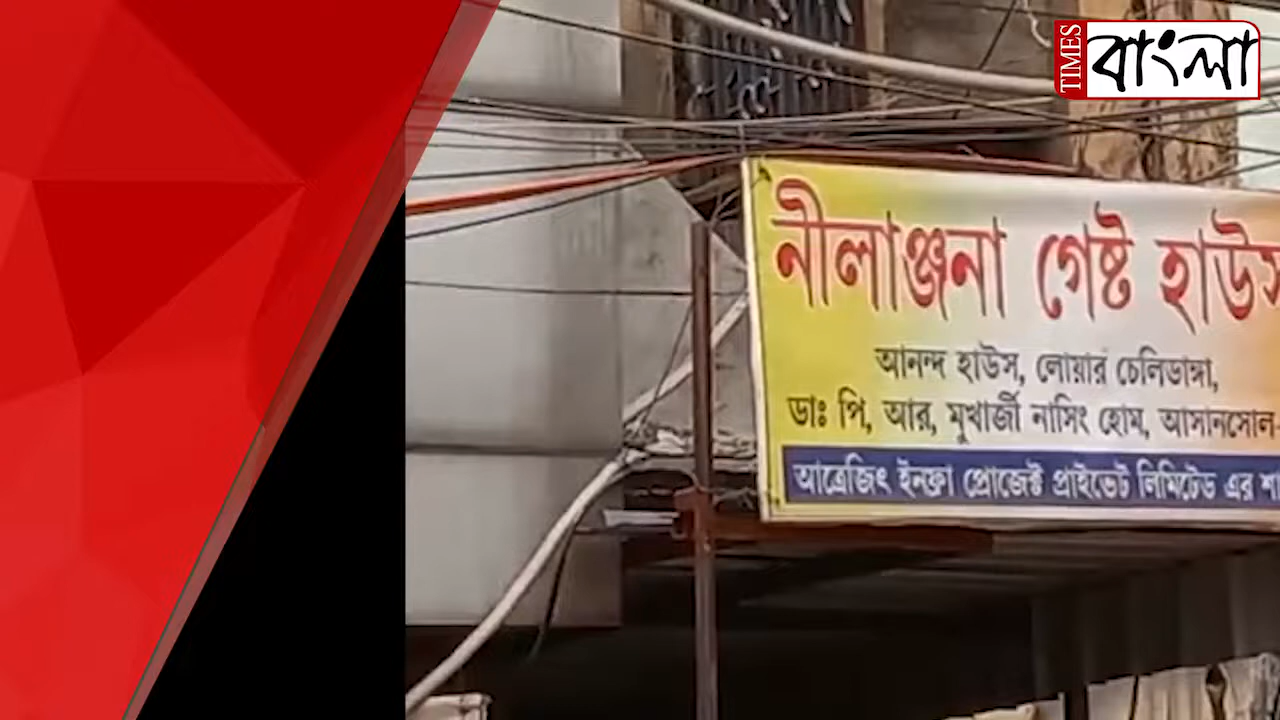 TIMES বাংলা
নীলাঞ্জনা গেষ্ট হাউস
আনন্দ হাউস, লোয়ার চেলিডাঙ্গা,
ডাঃ পি, আর, মুখার্জী নাসিং হোম, আসানসোল-
আত্রেজিৎ ইনফ্রা প্রোজেক্ট প্রাইভেট লিমিটেড এর